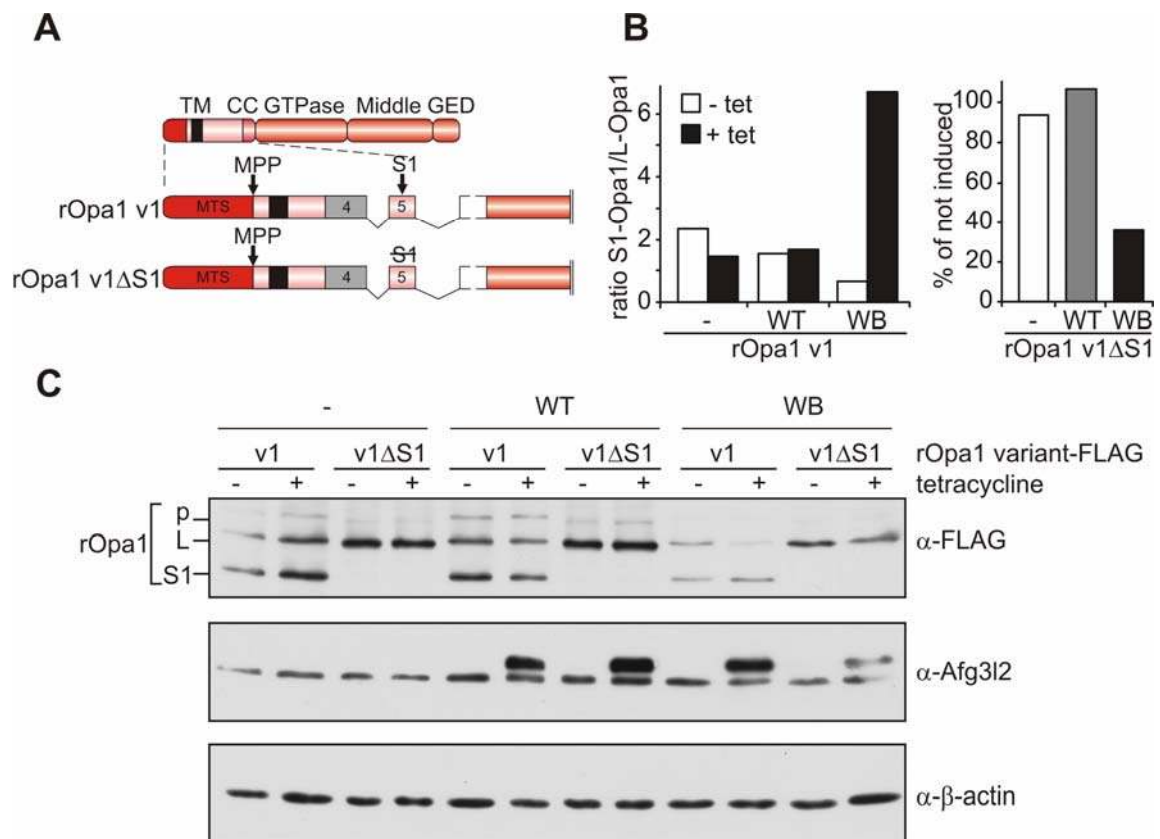 A
TM CC GTPase Middle GED
MPP S1
rOpa1 v1 MTS 4 5
MPP S1
rOpa1 v1ΔS1 MTS 4 5
B
ratio S1-Opa1/L-Opa1
6
4
2
0
- tet
+ tet
- WT WB
rOpa1 v1
% of not induced
100
80
60
40
20
0
- WT WB
rOpa1 v1ΔS1
C
- WT WB
v1 v1ΔS1 v1 v1ΔS1 v1 v1ΔS1 rOpa1 variant-FLAG
- + - + - + - + - + - + tetracycline
rOpa1
p
L
S1
α-FLAG
α-Afg3l2
α-β-actin